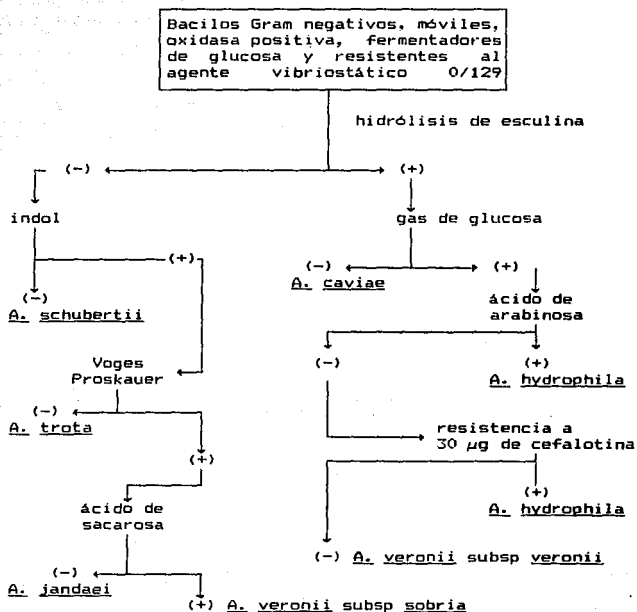 Bacilos Gram negativos, móviles,
oxidasa positiva, fermentadores
de glucosa y resistentes al
agente vibriostático 0/129
hidrólisis de esculina
(-) (+)
indol gas de glucosa
(+) (-) (+)
(-) A. caviae ácido de
A. schubertii arabinosa
Voges (-) (+)
Proskauer A. hydrophila
(-)
A. trota resistencia a
(+) 30 µg de cefalotina
ácido de (+)
sacarosa A. hydrophila
(-) A. veronii subsp veronii
(-)
A. jandaei
(+) A. veronii subsp sobria